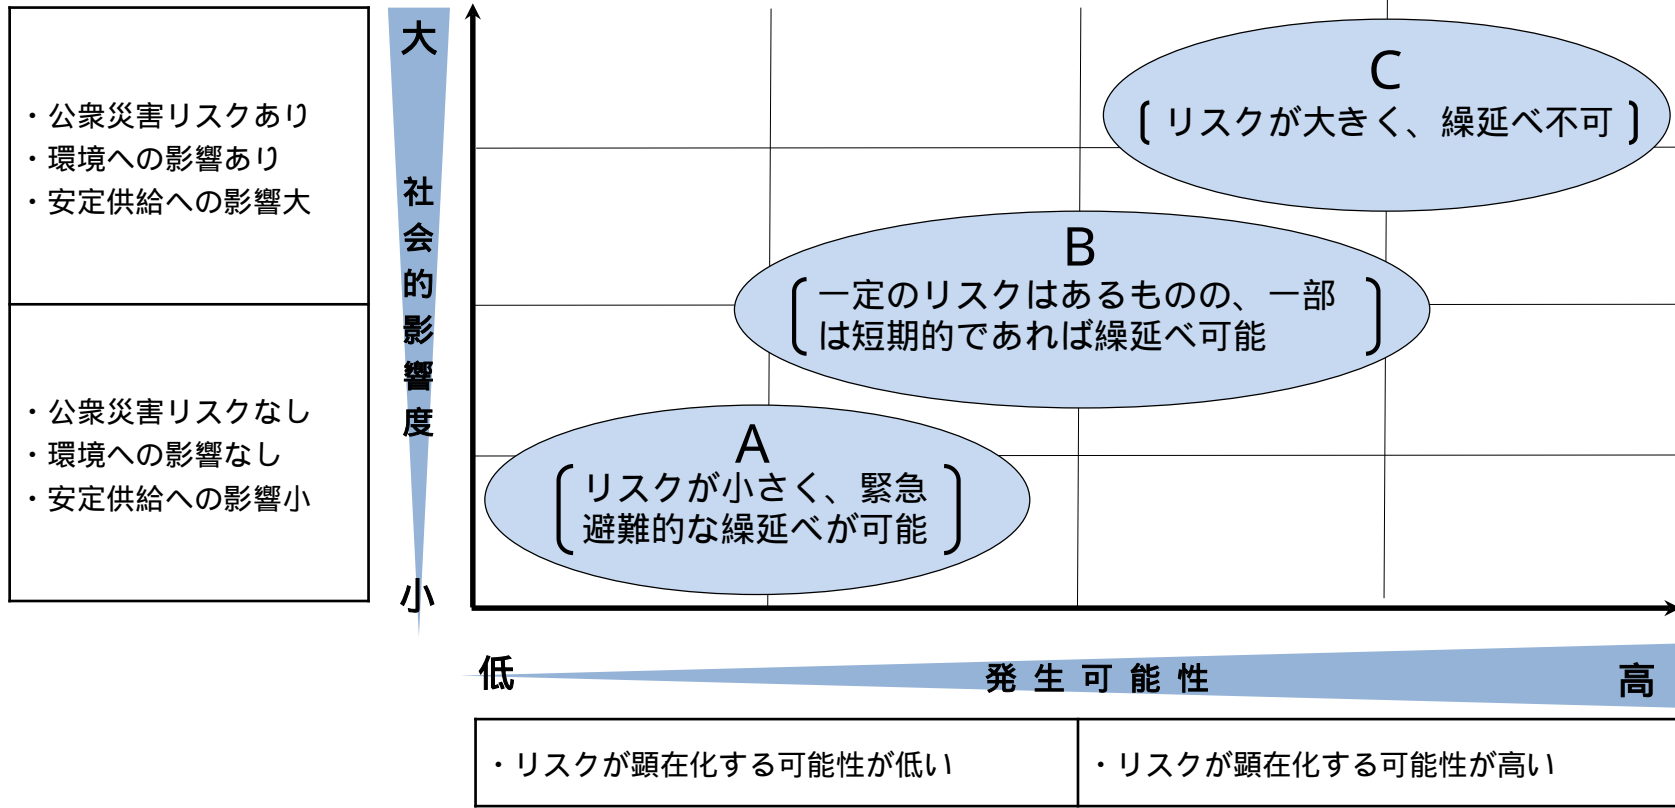 大
・公衆災害リスクあり
・環境への影響あり
・安定供給への影響大
社会的影響度
C
リスクが大きく、繰延べ不可
B
一定のリスクはあるものの、一部
は短期的であれば繰延べ可能
・公衆災害リスクなし
・環境への影響なし
・安定供給への影響小
A
リスクが小さく、緊急
避難的な繰延べが可能
小
低
発生可能性
高
・リスクが顕在化する可能性が低い
・リスクが顕在化する可能性が高い